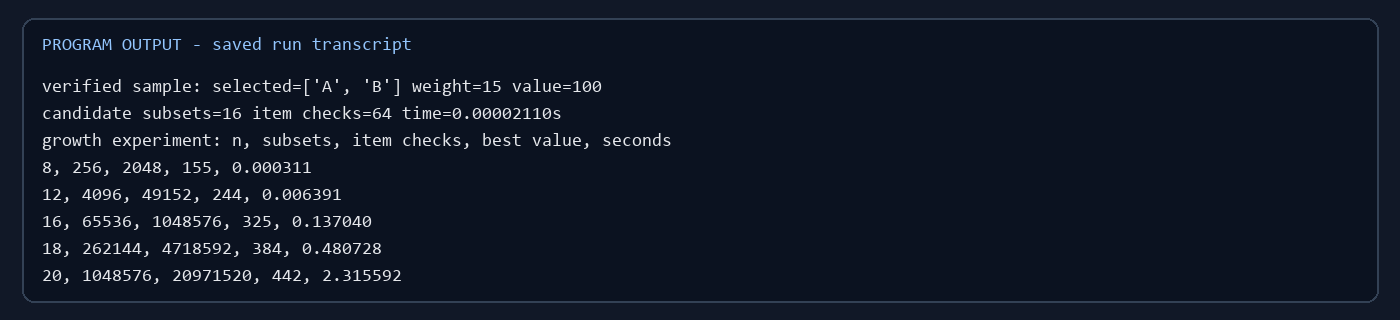 PROGRAM OUTPUT - saved run transcript
verified sample: selected=['A', 'B'] weight=15 value=100
candidate subsets=16 item checks=64 time=0.00002110s
growth experiment: n, subsets, item checks, best value, seconds
8, 256, 2048, 155, 0.000311
12, 4096, 49152, 244, 0.006391
16, 65536, 1048576, 325, 0.137040
18, 262144, 4718592, 384, 0.480728
20, 1048576, 20971520, 442, 2.315592